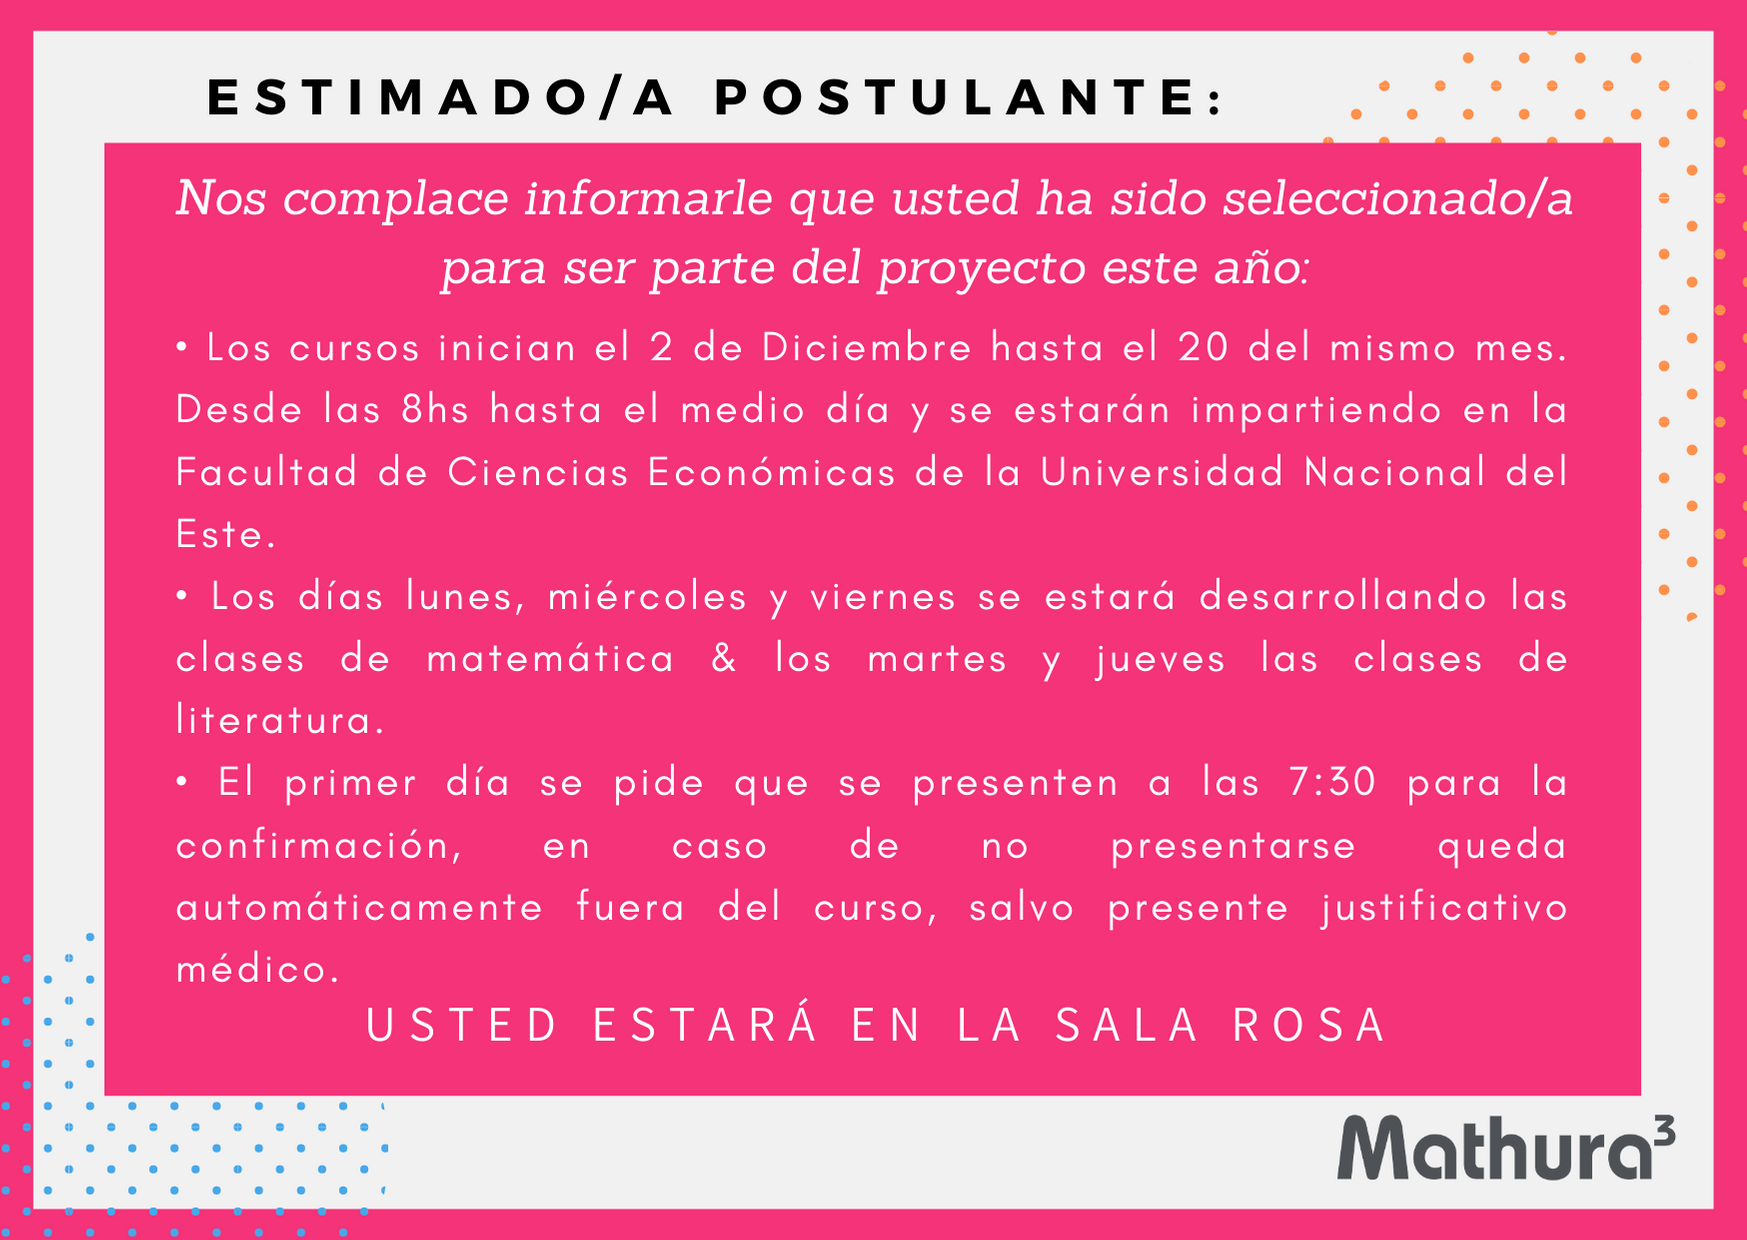 ESTIMADO/A POSTULANTE:
Nos complace informarle que usted ha sido seleccionado/a
para ser parte del proyecto este año:
• Los cursos inician el 2 de Diciembre hasta el 20 del mismo mes.
Desde las 8hs hasta el medio día y se estarán impartiendo en la
Facultad de Ciencias Económicas de la Universidad Nacional del
Este.
• Los días lunes, miércoles y viernes se estará desarrollando las
clases de matemática & los martes y jueves las clases de
literatura.
• El primer día se pide que se presenten a las 7:30 para la
confirmación, en caso de no presentarse queda
automáticamente fuera del curso, salvo presente justificativo
médico.
USTED ESTARÁ EN LA SALA ROSA
Mathura³